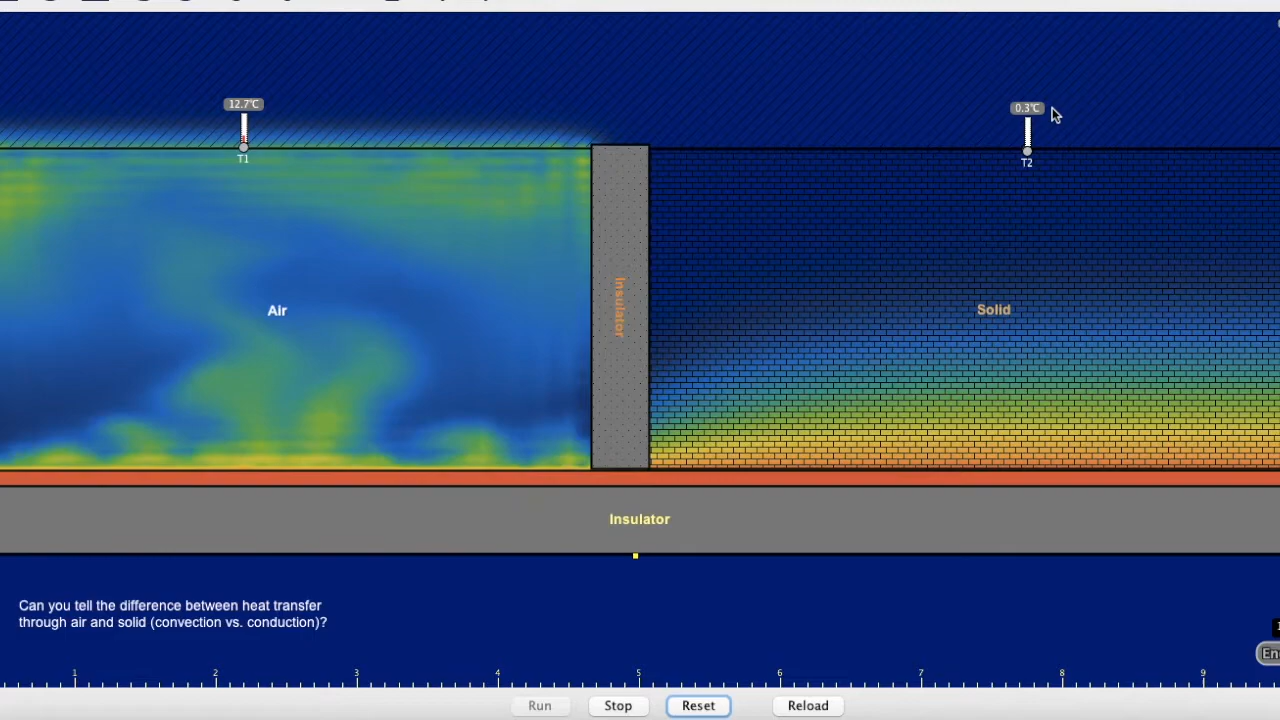 12.7°C
0.3°C
T1
T2
Air
Insulator
Solid
Insulator
Can you tell the difference between heat transfer
through air and solid (convection vs. conduction)?
1 2 3 4 5 6 7 8 9
Run Stop Reset Reload